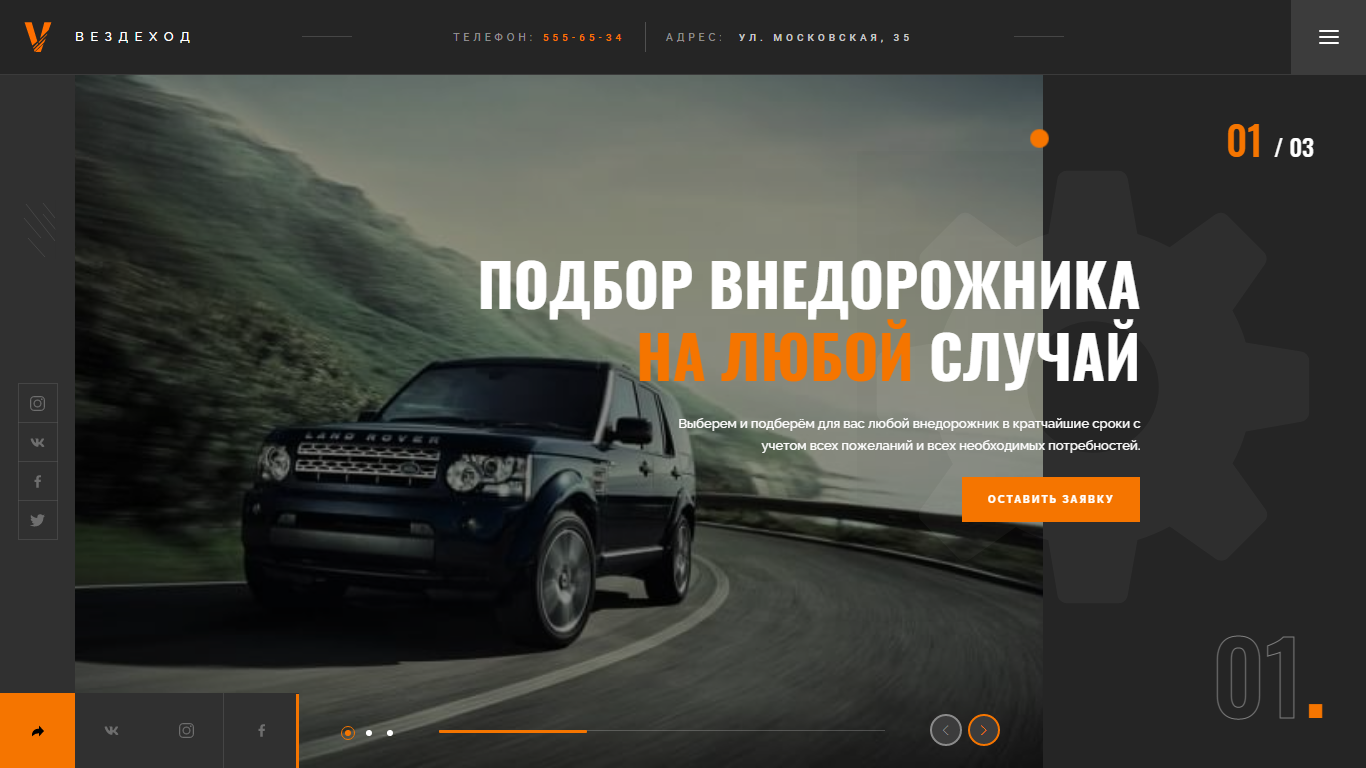 ВЕЗДЕХОД
ТЕЛЕФОН: 555-65-34
АДРЕС: УЛ. МОСКОВСКАЯ, 35
01 / 03
ПОДБОР ВНЕДОРОЖНИКА
НА ЛЮБОЙ СЛУЧАЙ
Выберем и подберём для вас любой внедорожник в кратчайшие сроки с
учетом всех пожеланий и всех необходимых потребностей.
ОСТАВИТЬ ЗАЯВКУ
LAND ROVER
01.